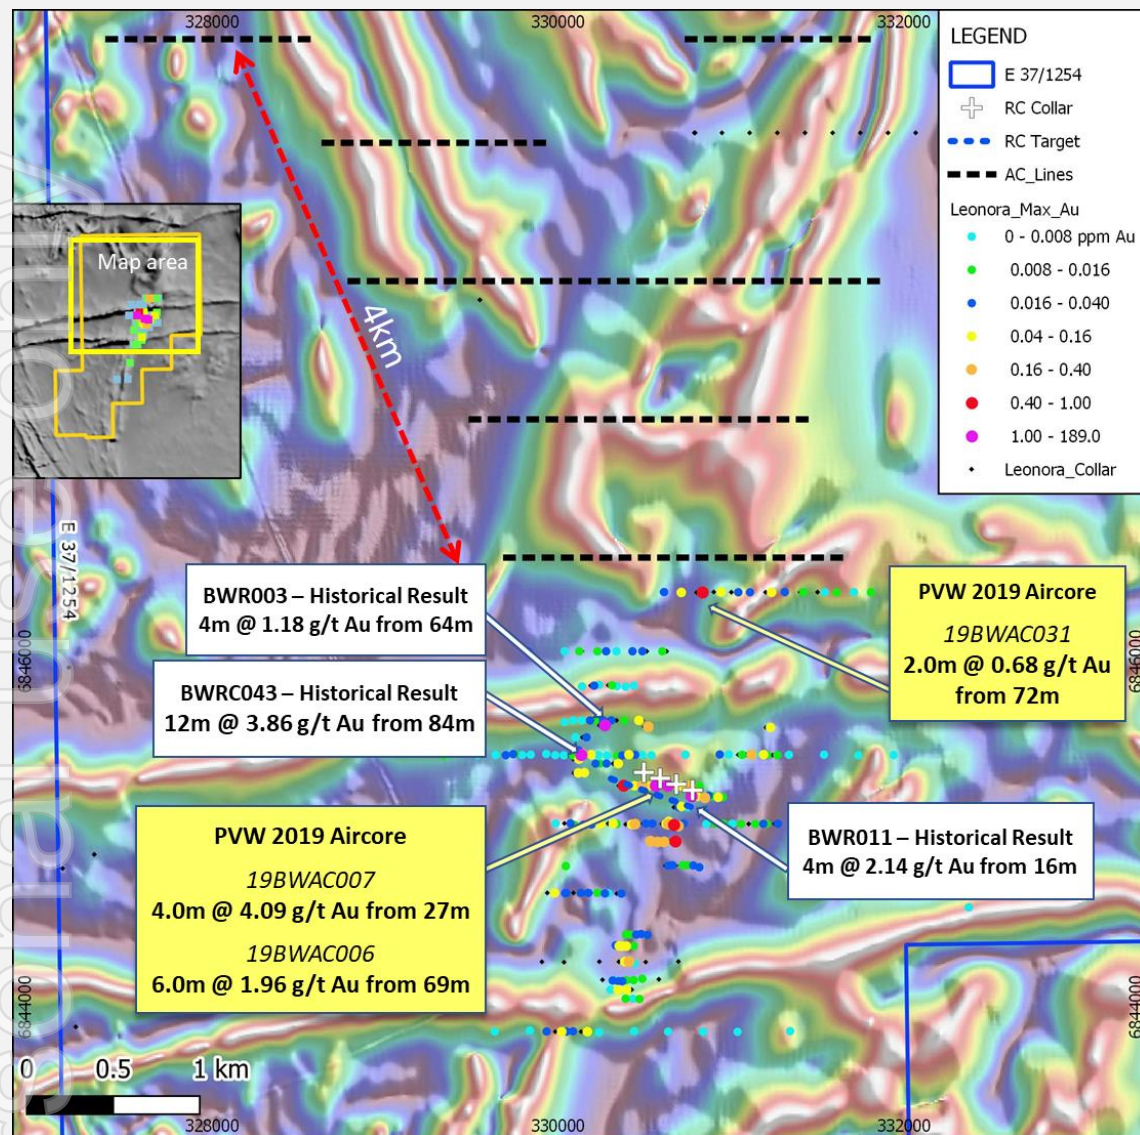 328000
330000
332000
LEGEND
E 37/1254
RC Collar
RC Target
AC_Lines
Leonora_Max_Au
0 - 0.008 ppm Au
0.008 - 0.016
0.016 - 0.040
0.04 - 0.16
0.16 - 0.40
0.40 - 1.00
1.00 - 189.0
Leonora_Collar
Map area
4km
E 37/1254
BWR003 – Historical Result
4m @ 1.18 g/t Au from 64m
BWRC043 – Historical Result
12m @ 3.86 g/t Au from 84m
PVW 2019 Aircore
19BWAC031
2.0m @ 0.68 g/t Au
from 72m
6846000
6846000
PVW 2019 Aircore
19BWAC007
4.0m @ 4.09 g/t Au from 27m
19BWAC006
6.0m @ 1.96 g/t Au from 69m
BWR011 – Historical Result
4m @ 2.14 g/t Au from 16m
6844000
6844000
0
0.5
1 km
328000
330000
332000
sonal use only